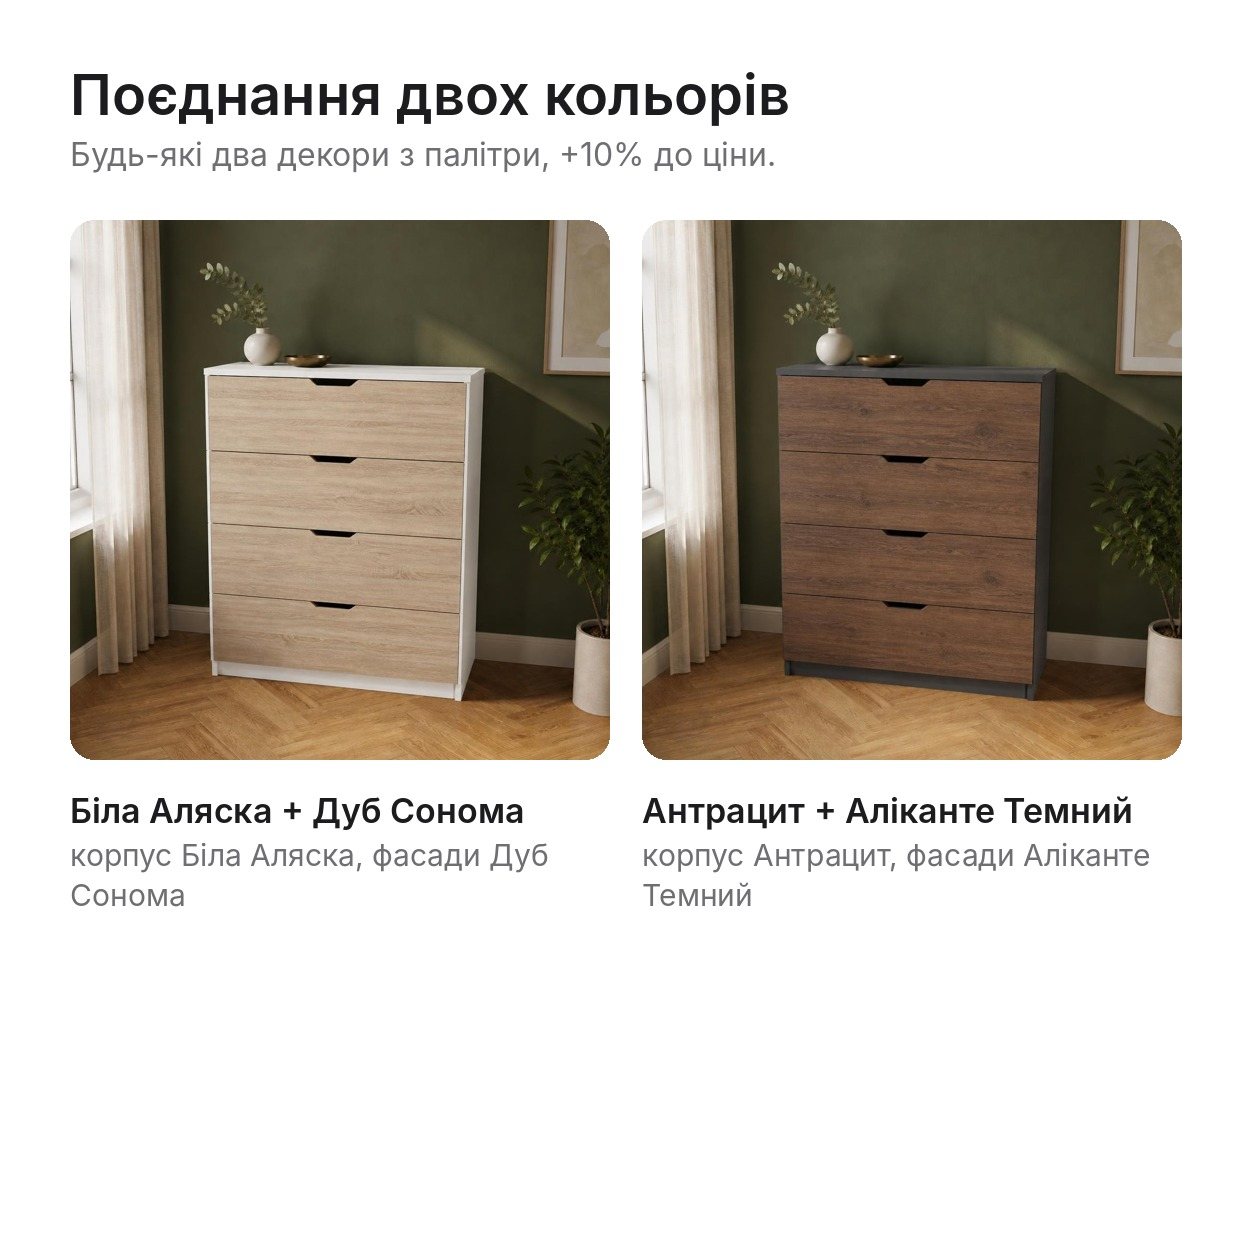 Поєднання двох кольорів
Будь-які два декори з палітри, +10% до ціни.
Біла Аляска + Дуб Сонома
корпус Біла Аляска, фасади Дуб
Сонома
Антрацит + Аліканте Темний
корпус Антрацит, фасади Аліканте
Темний